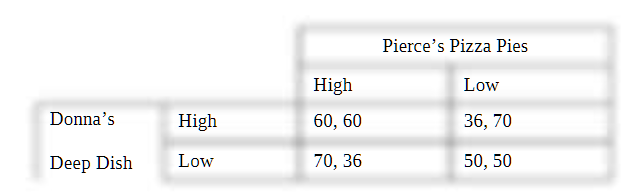 Pierce’s Pizza Pies
High Low
Donna’s High 60, 60 36, 70
Deep Dish Low 70, 36 50, 50